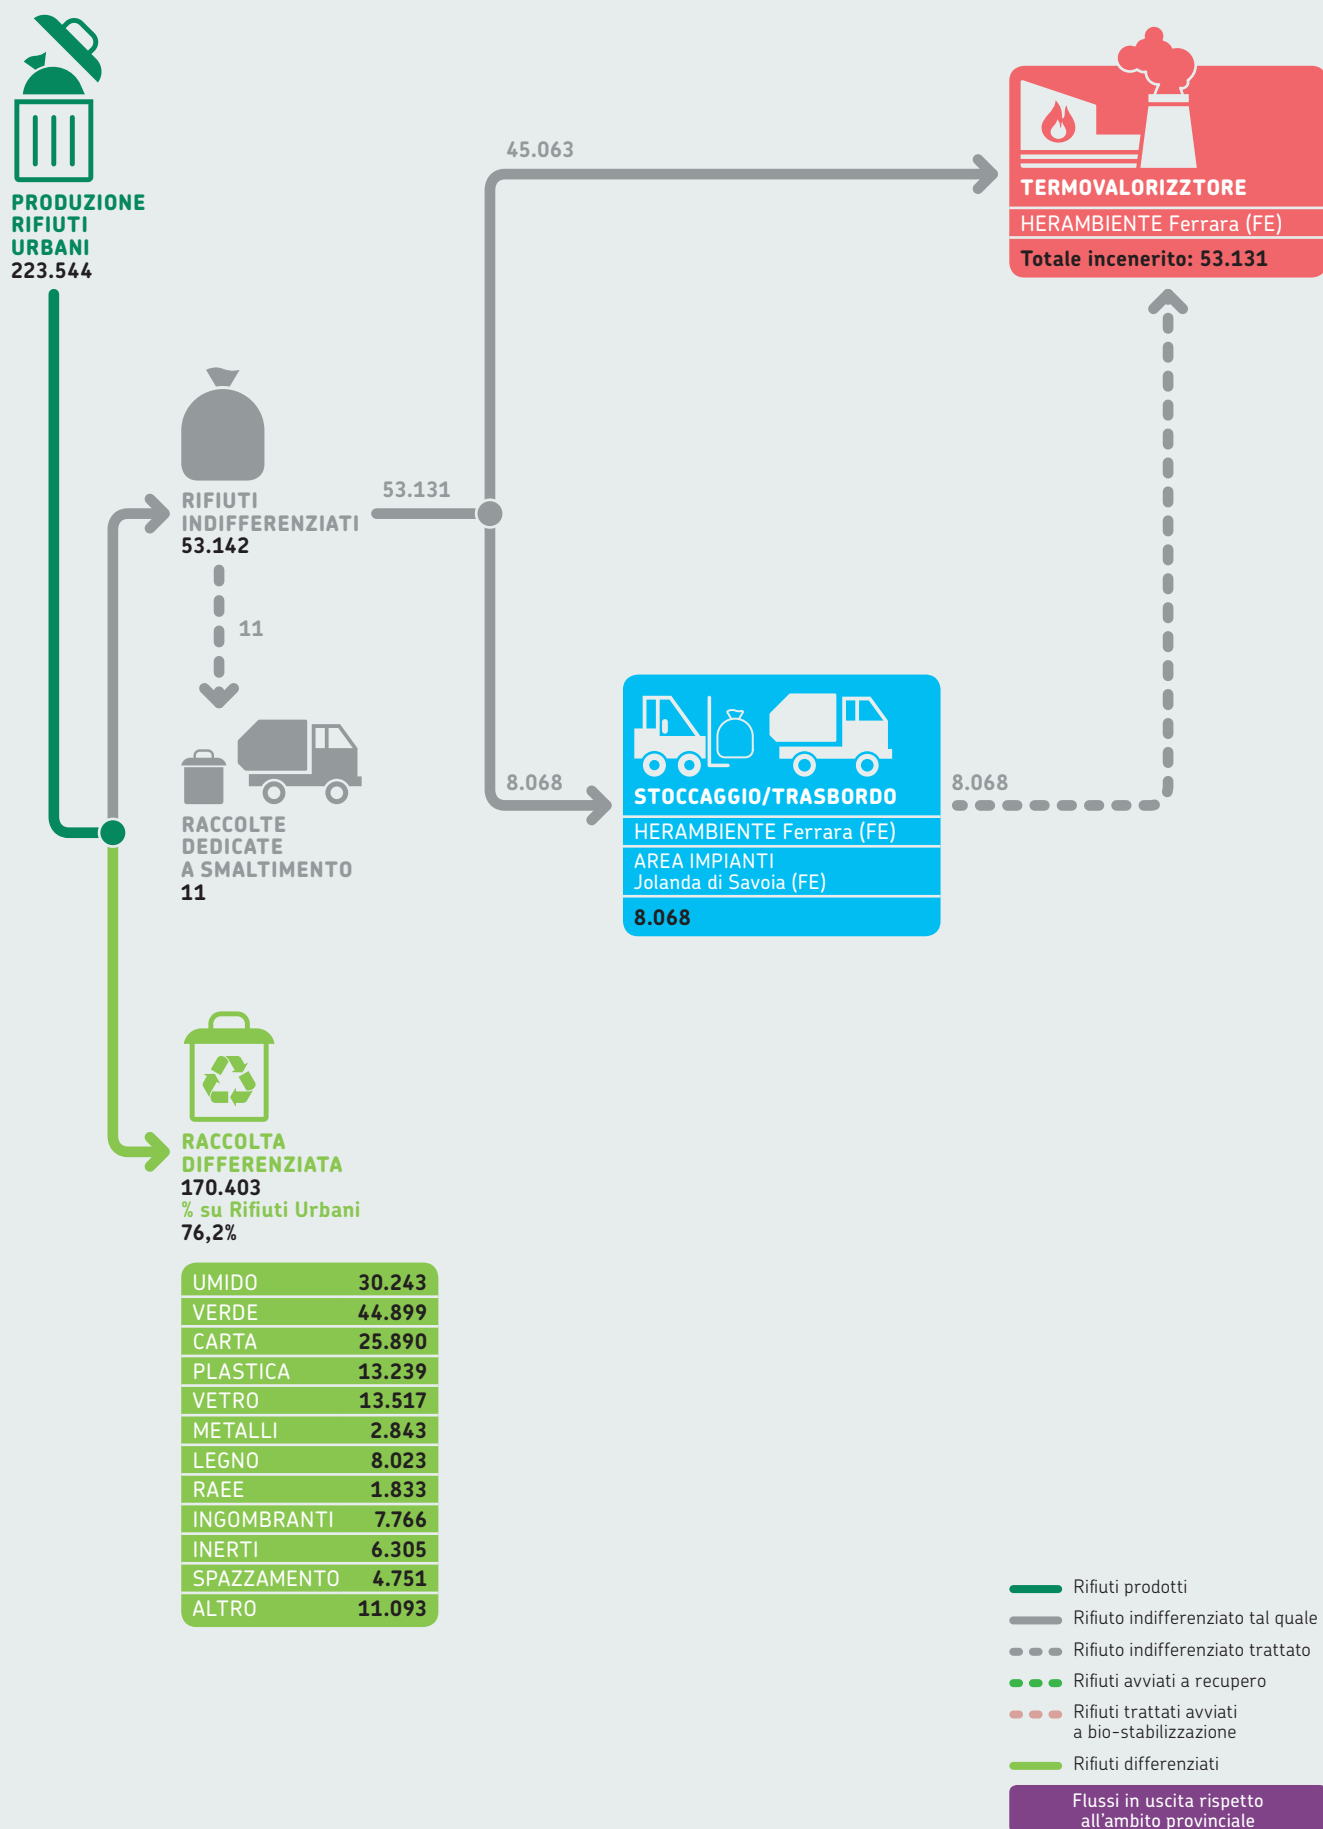 PRODUZIONE
RIFIUTI
URBANI
223.544
45.063
TERMOVALORIZZTORE
HERAMBIENTE Ferrara (FE)
Totale incenerito: 53.131
RIFIUTI
INDIFFERENZIATI
53.142
53.131
11
RACCOLTE
DEDICATE
A SMALTIMENTO
11
8.068
STOCCAGGIO/TRASBORDO
HERAMBIENTE Ferrara (FE)
AREA IMPIANTI
Jolanda di Savoia (FE)
8.068
8.068
RACCOLTA
DIFFERENZIATA
170.403
% su Rifiuti Urbani
76,2%
UMIDO 30.243
VERDE 44.899
CARTA 25.890
PLASTICA 13.239
VETRO 13.517
METALLI 2.843
LEGNO 8.023
RAEE 1.833
INGOMBRANTI 7.766
INERTI 6.305
SPAZZAMENTO 4.751
ALTRO 11.093
Rifiuti prodotti
Rifiuto indifferenziato tal quale
Rifiuto indifferenziato trattato
Rifiuti avviati a recupero
Rifiuti trattati avviati
a bio-stabilizzazione
Rifiuti differenziati
Flussi in uscita rispetto
all'ambito provinciale